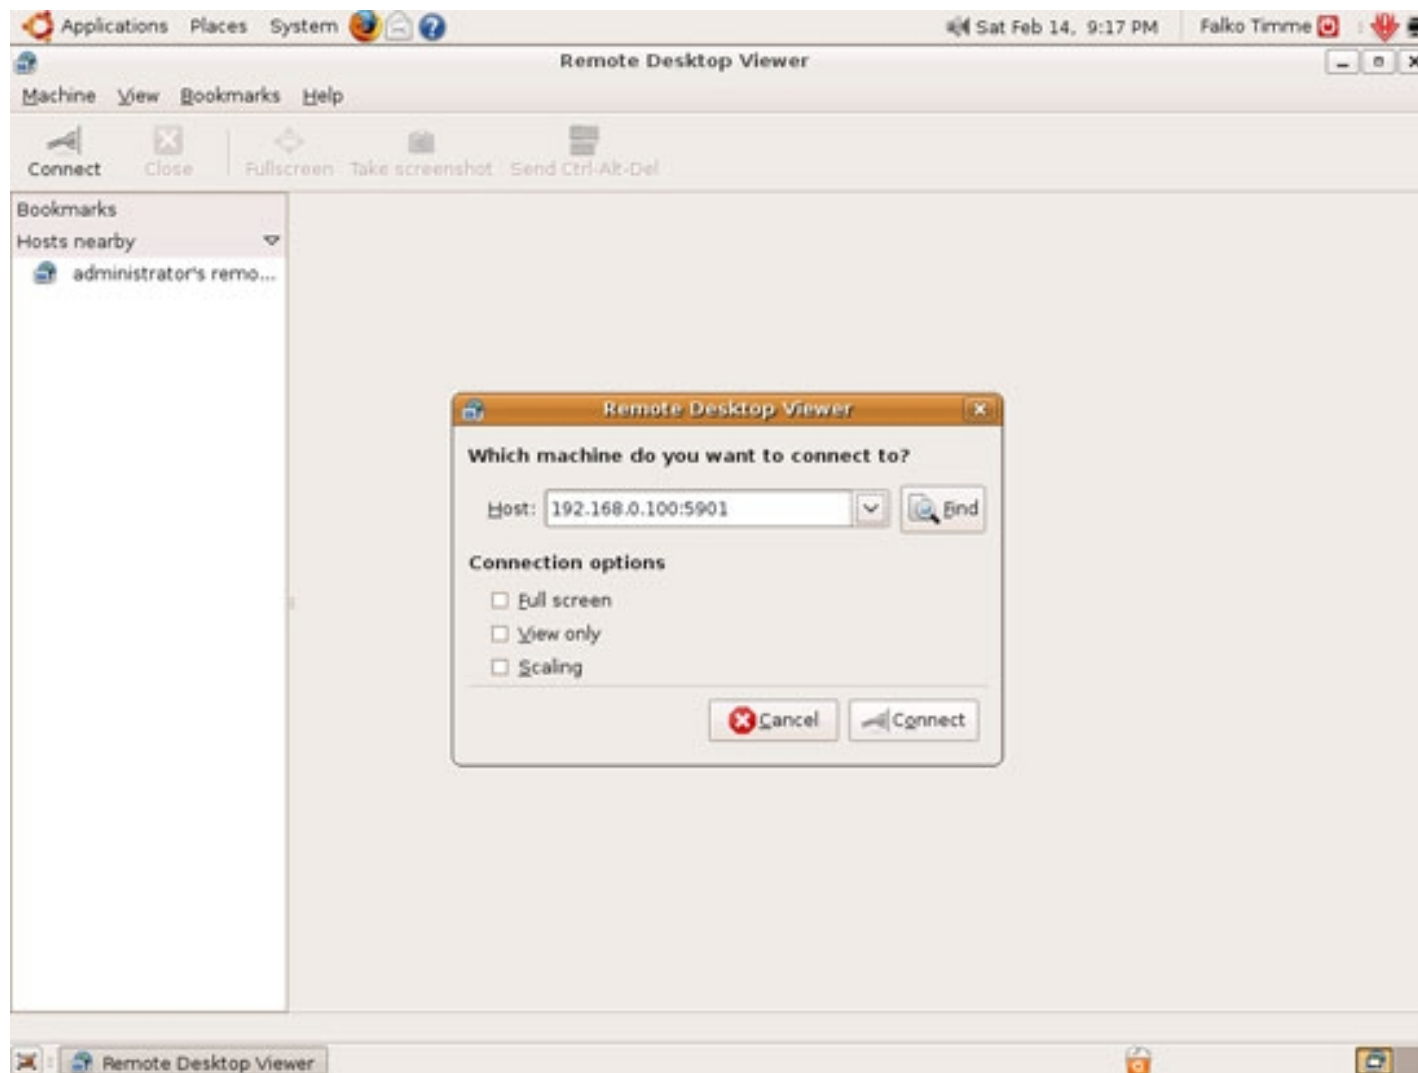 Applications Places System Sat Feb 14, 9:17 PM Falko Timme
Remote Desktop Viewer
Machine View Bookmarks Help
Connect Close Fullscreen Take screenshot Send Ctrl-Alt-Del
Bookmarks
Hosts nearby
administrator's remo...
Remote Desktop Viewer
Which machine do you want to connect to?
Host: 192.168.0.100:5901 Find
Connection options
Full screen
View only
Scaling
Cancel Connect
Remote Desktop Viewer